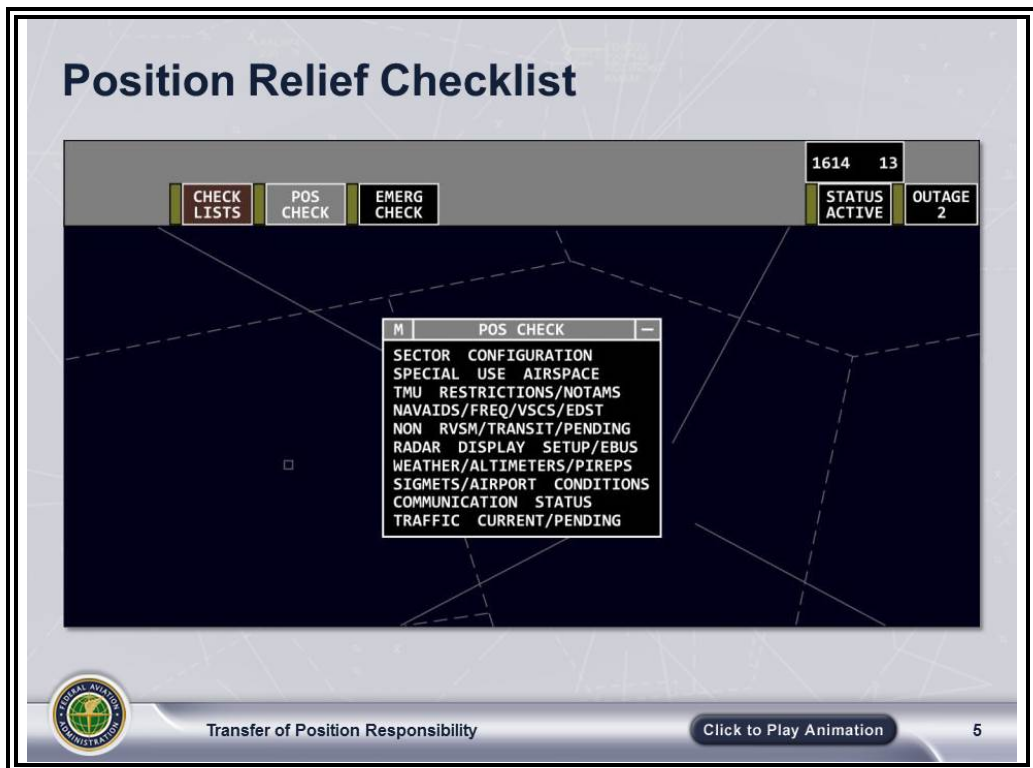 Position Relief Checklist
1614 13
CHECK
LISTS
POS
CHECK
EMERG
CHECK
STATUS
ACTIVE
OUTAGE
2
M POS CHECK –
SECTOR CONFIGURATION
SPECIAL USE AIRSPACE
TMU RESTRICTIONS/NOTAMS
NAVAIDS/FREQ/VSCS/EDST
NON RVSM/TRANSIT/PENDING
RADAR DISPLAY SETUP/EBUS
WEATHER/ALTIMETERS/PIREPS
SIGMETS/AIRPORT CONDITIONS
COMMUNICATION STATUS
TRAFFIC CURRENT/PENDING
FEDERAL AVIATION
ADMINISTRATION
Transfer of Position Responsibility
Click to Play Animation
5